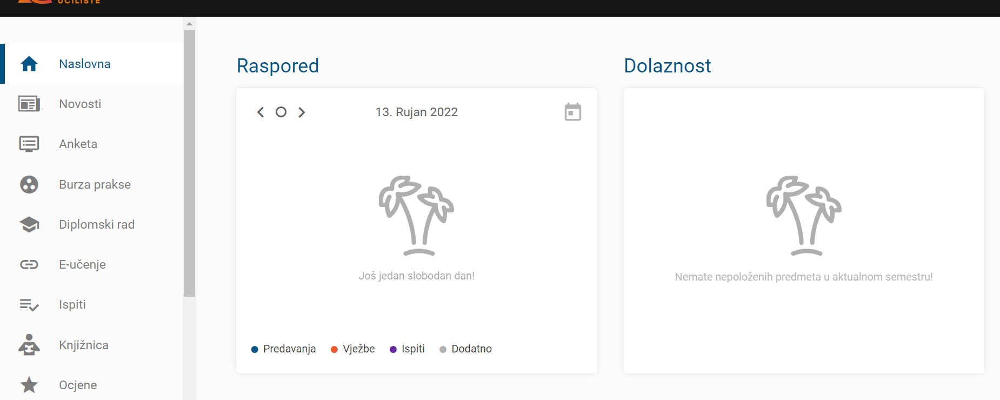 UČILIŠTE
Naslovna
Novosti
Anketa
Burza prakse
Diplomski rad
E-učenje
Ispiti
Knjižnica
Ocjene
Raspored
13. Rujan 2022
Još jedan slobodan dan!
Predavanja Vježbe Ispiti Dodatno
Dolaznost
Nemate nepoloženih predmeta u aktualnom semestru!